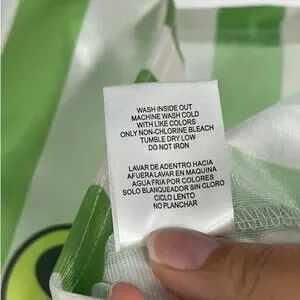 WASH INSIDE OUT
MACHINE WASH COLD
WITH LIKE COLORS
ONLY NON-CHLORINE BLEACH
TUMBLE DRY LOW
DO NOT IRON
LAVAR DE ADENTRO HACIA
AFUERA LAVAR EN MAQUINA
AGUA FRIA POR COLORES
SOLO BLANQUEADOR SIN CLORO
CICLO LENTO
NO PLANCHAR